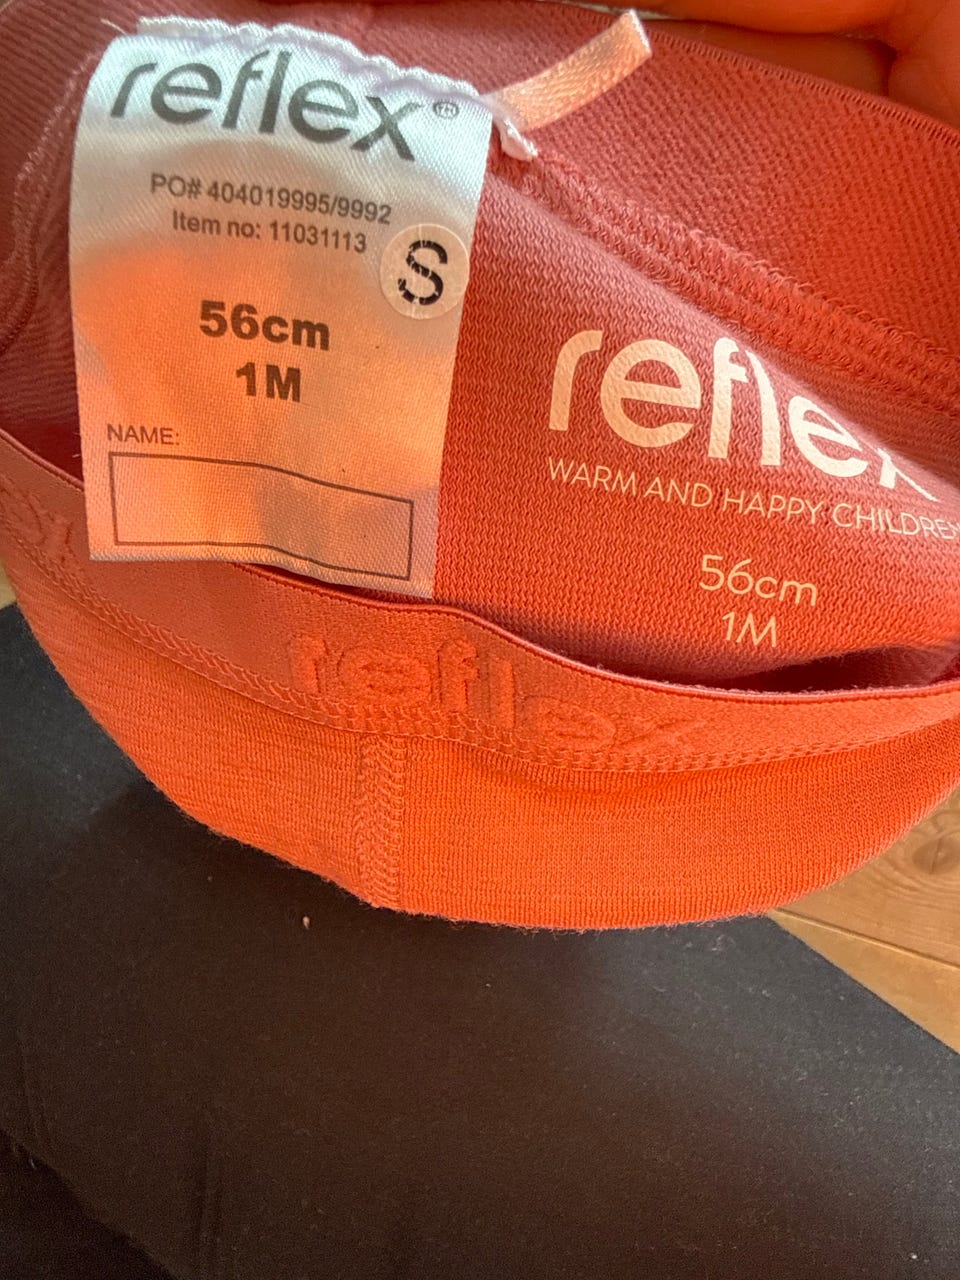 reflex®
PO# 404019995/9992
Item no: 11031113
S
56cm
1M
NAME:
reflex
WARM AND HAPPY CHILDREN
56cm
1M
reflex